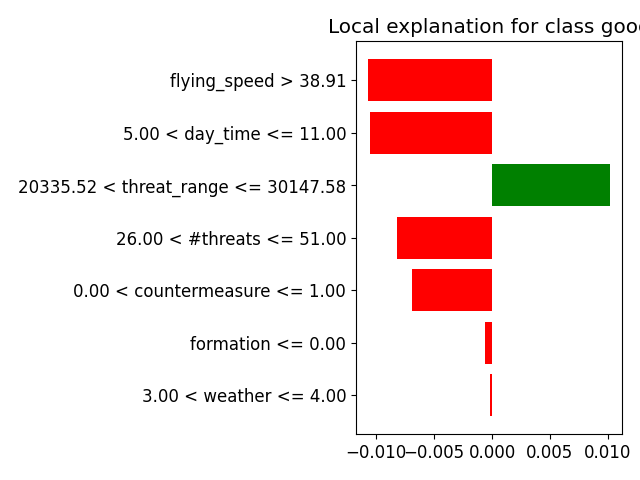 Local explanation for class good
flying_speed > 38.91
5.00 < day_time <= 11.00
20335.52 < threat_range <= 30147.58
26.00 < #threats <= 51.00
0.00 < countermeasure <= 1.00
formation <= 0.00
3.00 < weather <= 4.00
−0.010 −0.005 0.000 0.005 0.010